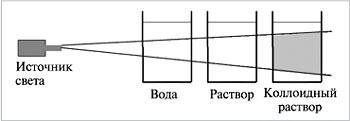 Источник
света
Вода
Раствор
Коллоидный
раствор